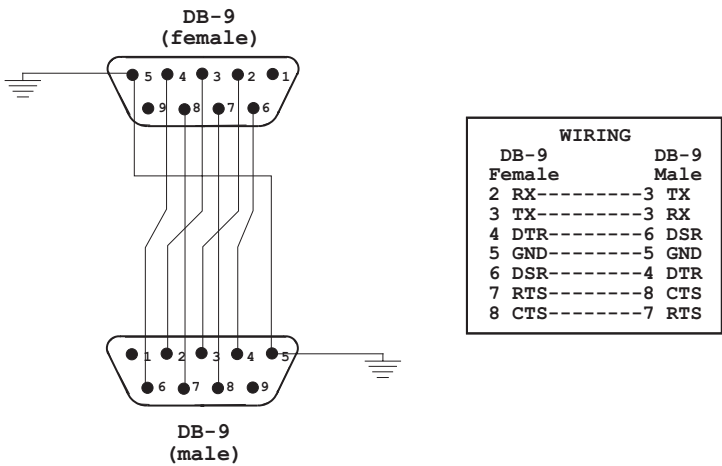 DB-9
(female)
5 4 3 2 1
9 8 7 6
WIRING
DB-9 DB-9
Female Male
2 RX---------3 TX
3 TX---------3 RX
4 DTR--------6 DSR
5 GND--------5 GND
6 DSR--------4 DTR
7 RTS--------8 CTS
8 CTS--------7 RTS
1 2 3 4 5
6 7 8 9
DB-9
(male)